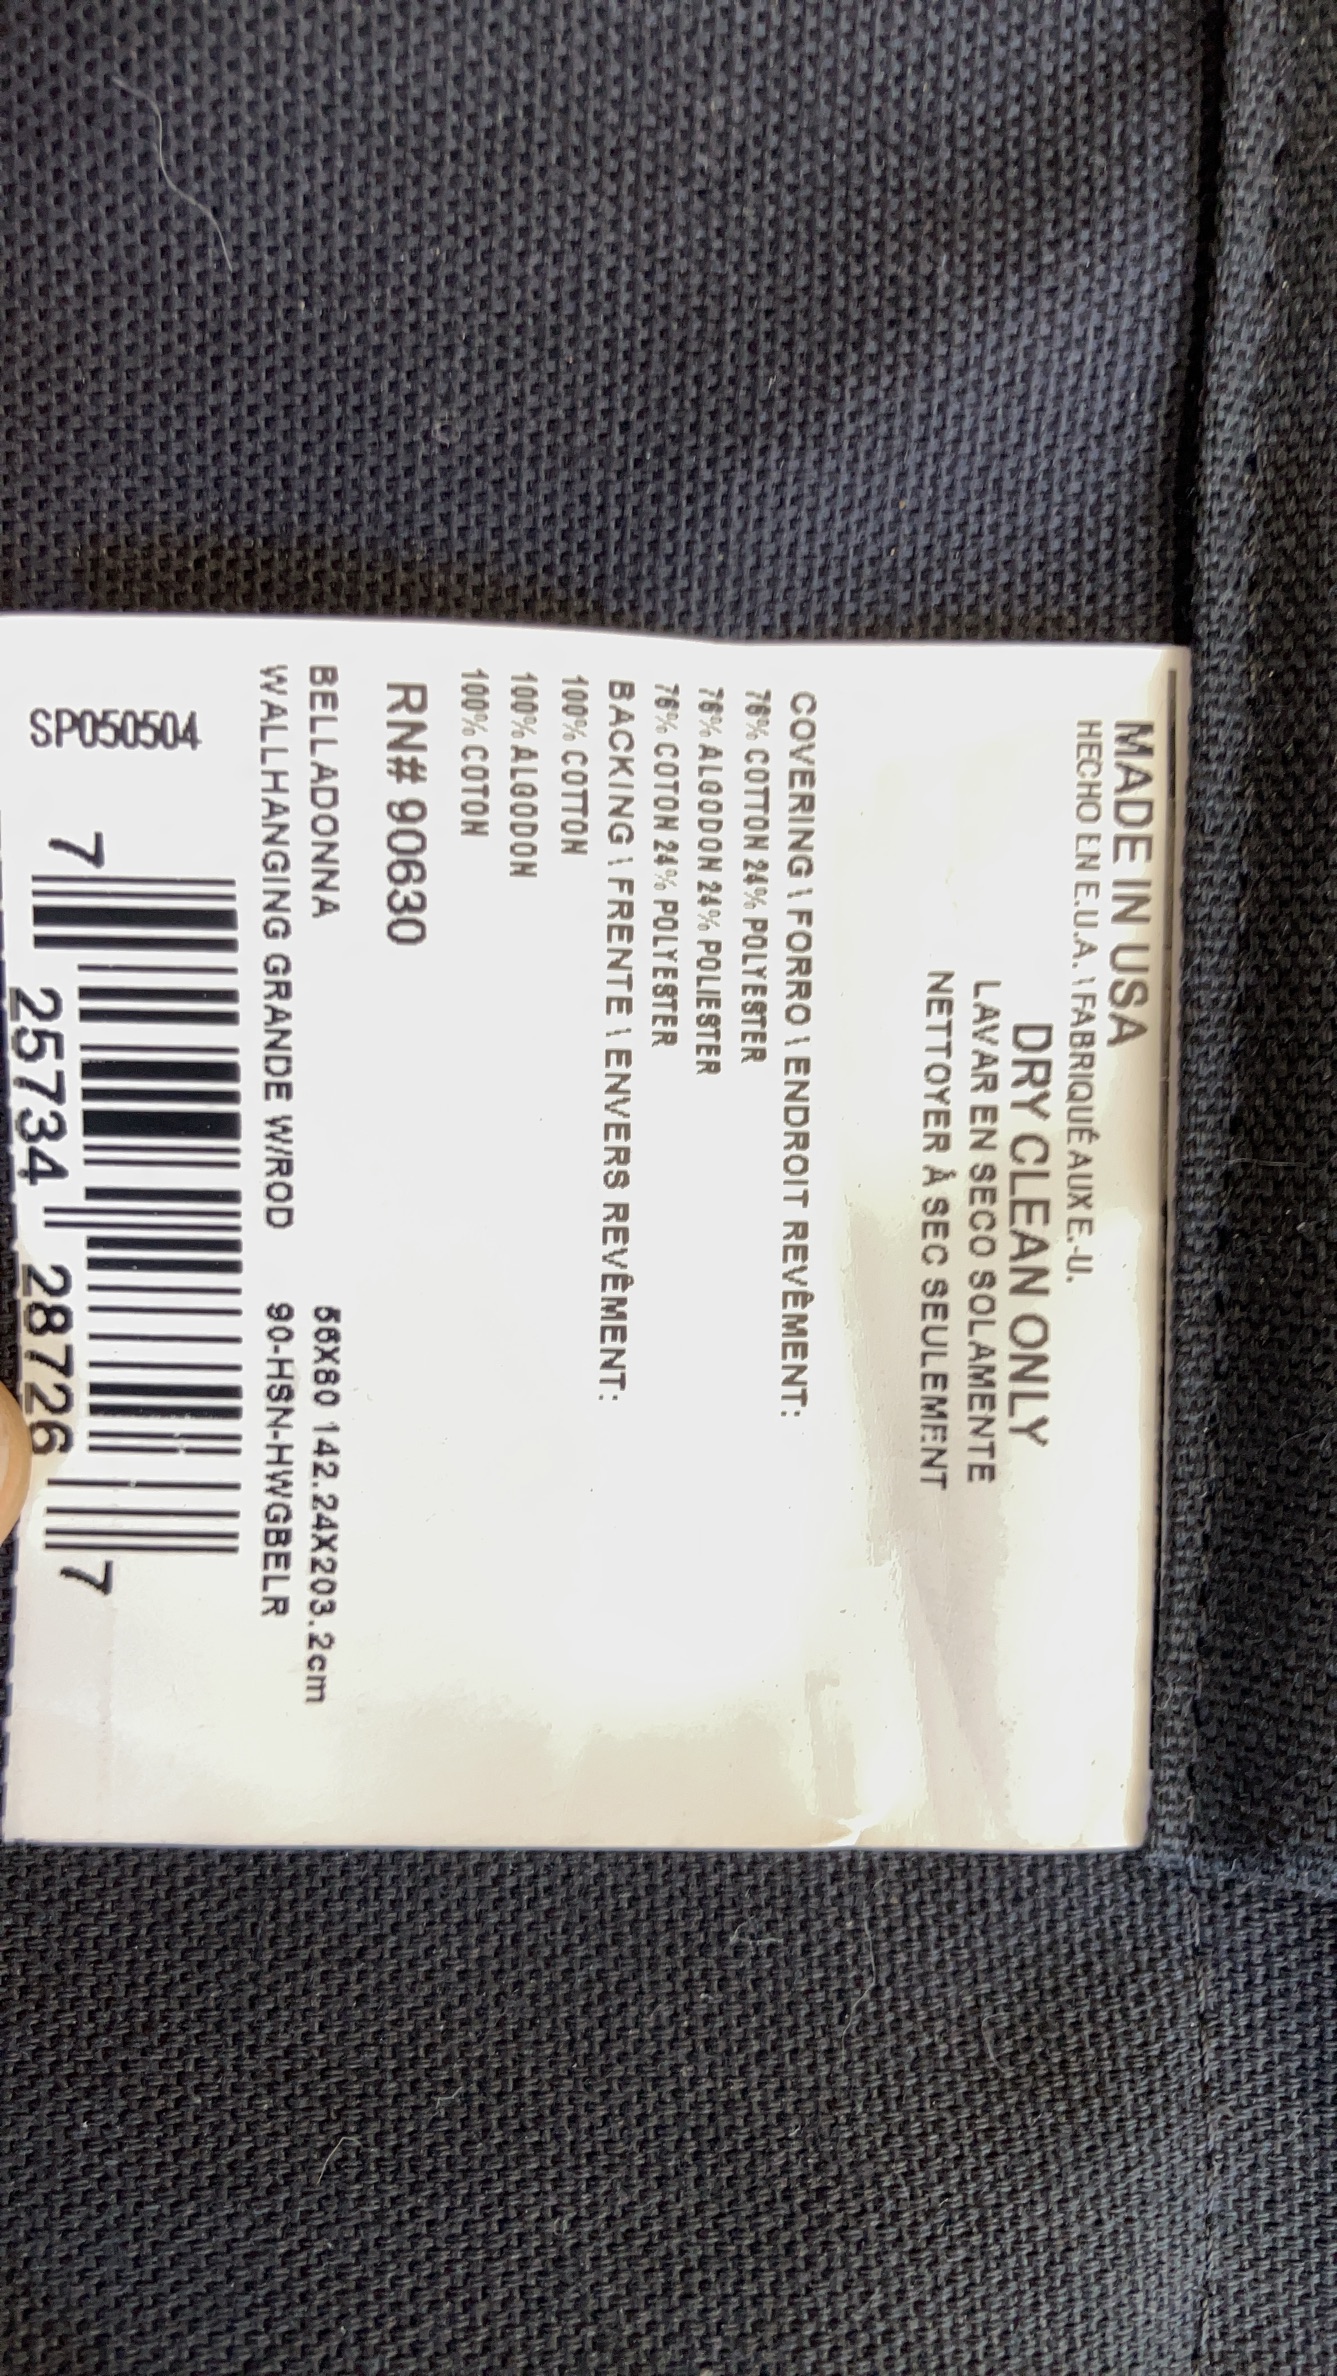 MADE IN USA
HECHO EN E.U.A. \ FABRIQUÉ AUX E.-U.
DRY CLEAN ONLY
LAVAR EN SECO SOLAMENTE
NETTOYER À SEC SEULEMENT
COVERING \ FORRO \ ENDROIT REVÊMENT:
76% COTTON 24% POLYESTER
76% ALGODON 24% POLIESTER
76% COTON 24% POLYESTER
BACKING \ FRENTE \ ENVERS REVÊMENT:
100% COTTON
100% ALGODON
100% COTON
RN# 90630
BELLADONNA 56X80 142.24X203.2cm
WALLHANGING GRANDE W/ROD 90-HSN-HWGBELR
SP050504
7 25734 28726 7